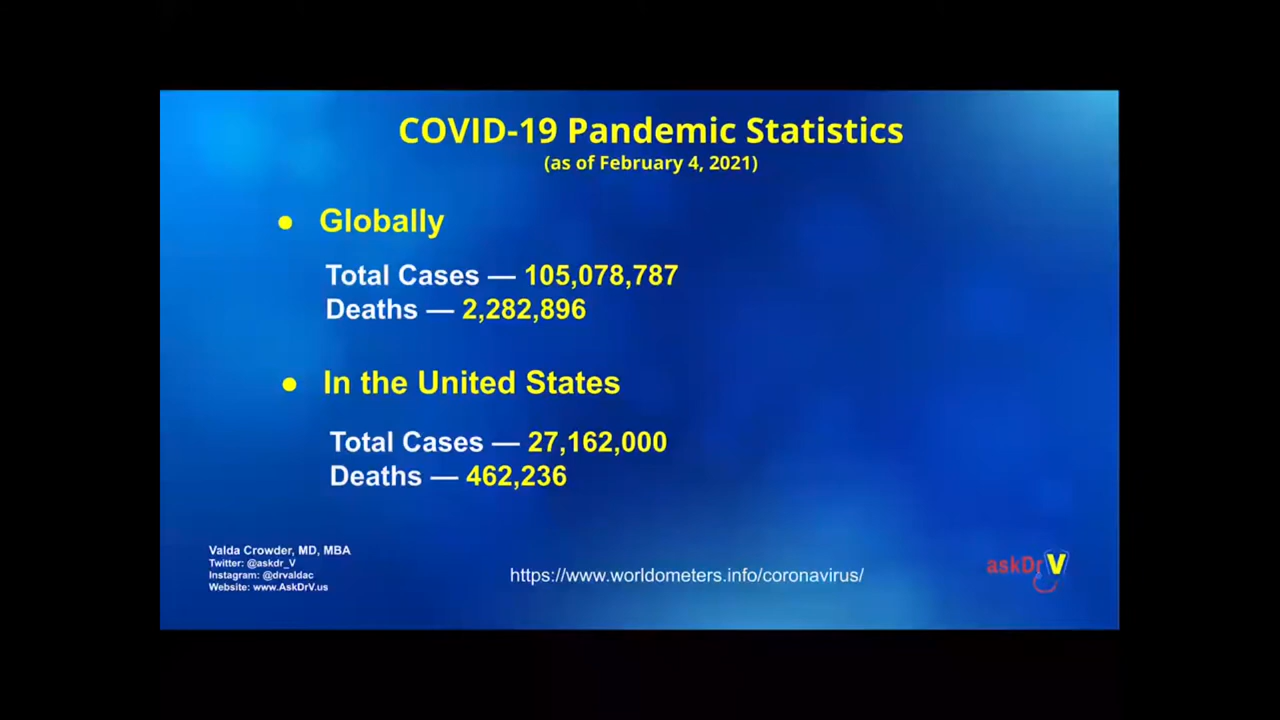 COVID-19 Pandemic Statistics
(as of February 4, 2021)
● Globally
Total Cases — 105,078,787
Deaths — 2,282,896
● In the United States
Total Cases — 27,162,000
Deaths — 462,236
Valda Crowder, MD, MBA
Twitter: @askdr_V
Instagram: @drvaldac
Website: www.AskDrV.us
https://www.worldometers.info/coronavirus/
askDrV